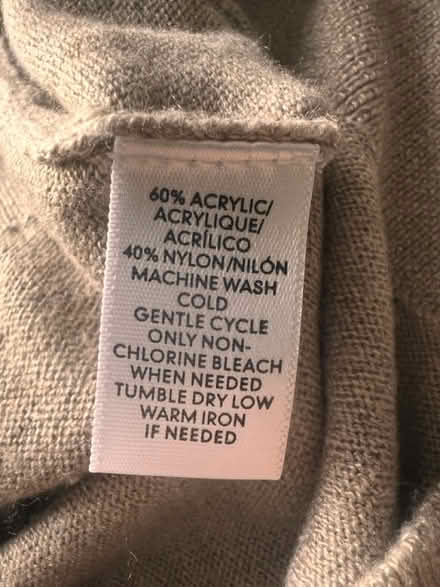 60% ACRYLIC/
ACRYLIQUE/
ACRÍLICO
40% NYLON/NILÓN
MACHINE WASH
COLD
GENTLE CYCLE
ONLY NON-
CHLORINE BLEACH
WHEN NEEDED
TUMBLE DRY LOW
WARM IRON
IF NEEDED